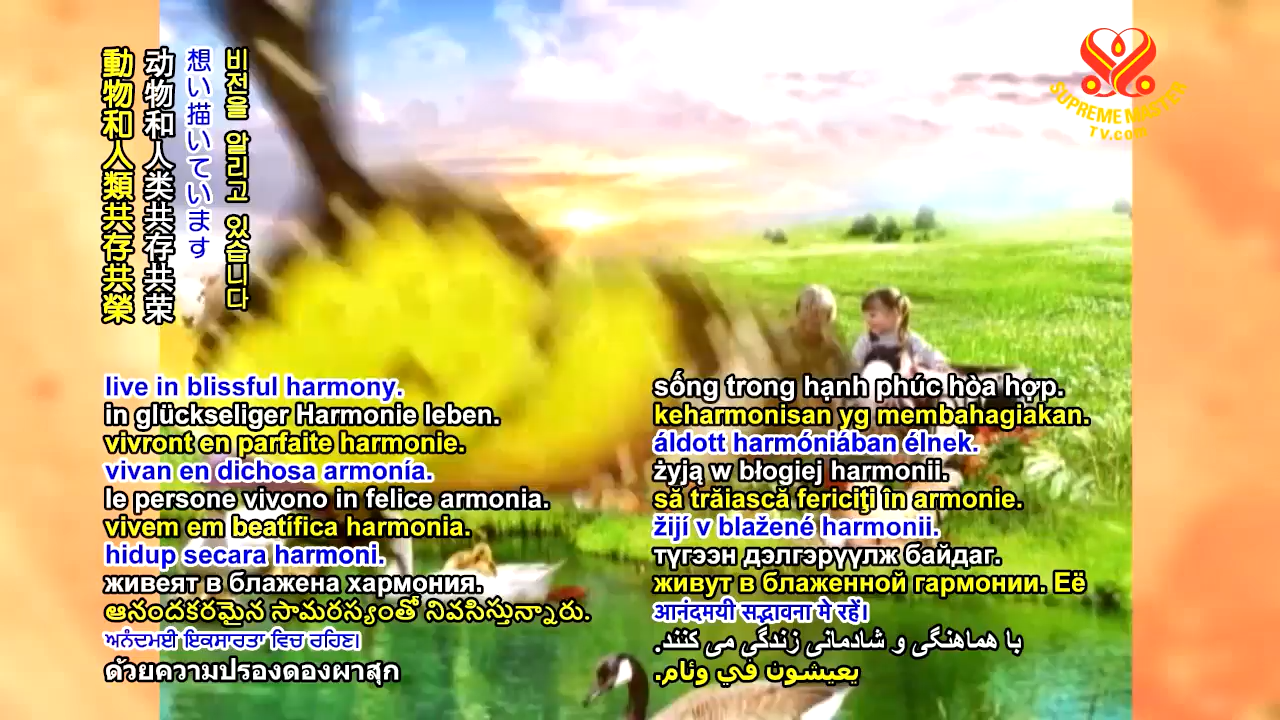 動物和人類共存共榮
动物和人类共存共荣
想い描いています
비전을 알리고 있습니다
SUPREME MASTER
TV.com
live in blissful harmony.
in glückseliger Harmonie leben.
vivront en parfaite harmonie.
vivan en dichosa armonía.
le persone vivono in felice armonia.
vivem em beatífica harmonia.
hidup secara harmoni.
живеят в блажена хармония.
ఆనందకరమైన సామరస్యంతో నివసిస్తున్నారు.
ਅਨੰਦਮਈ ਇਕਸਾਰਤਾ ਵਿਚ ਰਹਿਣ।
ด้วยความปรองดองผาสุก
sống trong hạnh phúc hòa hợp.
keharmonisan yg membahagiakan.
áldott harmóniában élnek.
żyją w błogiej harmonii.
să trăiască fericiţi în armonie.
žijí v blažené harmonii.
түгээн дэлгэрүүлж байдаг.
живут в блаженной гармонии. Её
आनंदमयी सद्भावना मे रहें।
با هماهنگی و شادمانی زندگی می کنند.
يعيشون في وئام.